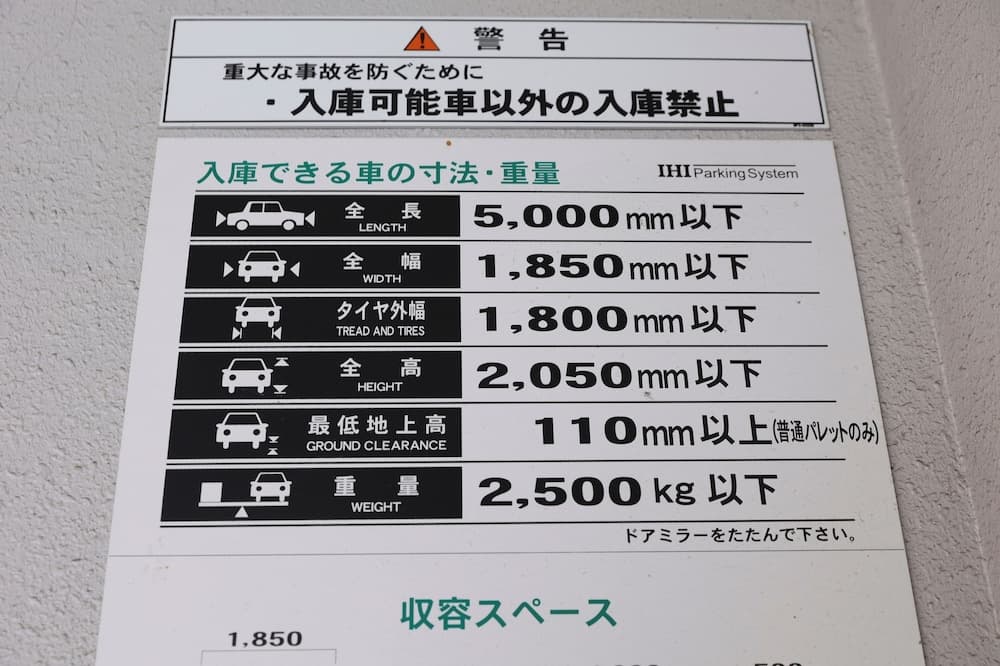 警告
重大な事故を防ぐために
・入庫可能車以外の入庫禁止
入庫できる車の寸法・重量 IHI Parking System
全長 LENGTH 5,000mm以下
全幅 WIDTH 1,850mm以下
タイヤ外幅 TREAD AND TIRES 1,800mm以下
全高 HEIGHT 2,050mm以下
最低地上高 GROUND CLEARANCE 110mm以上(普通パレットのみ)
重量 WEIGHT 2,500kg以下
ドアミラーをたたんで下さい。
収容スペース
1,850